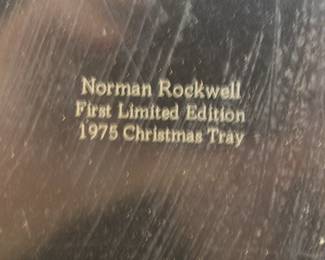 Norman Rockwell
First Limited Edition
1975 Christmas Tray